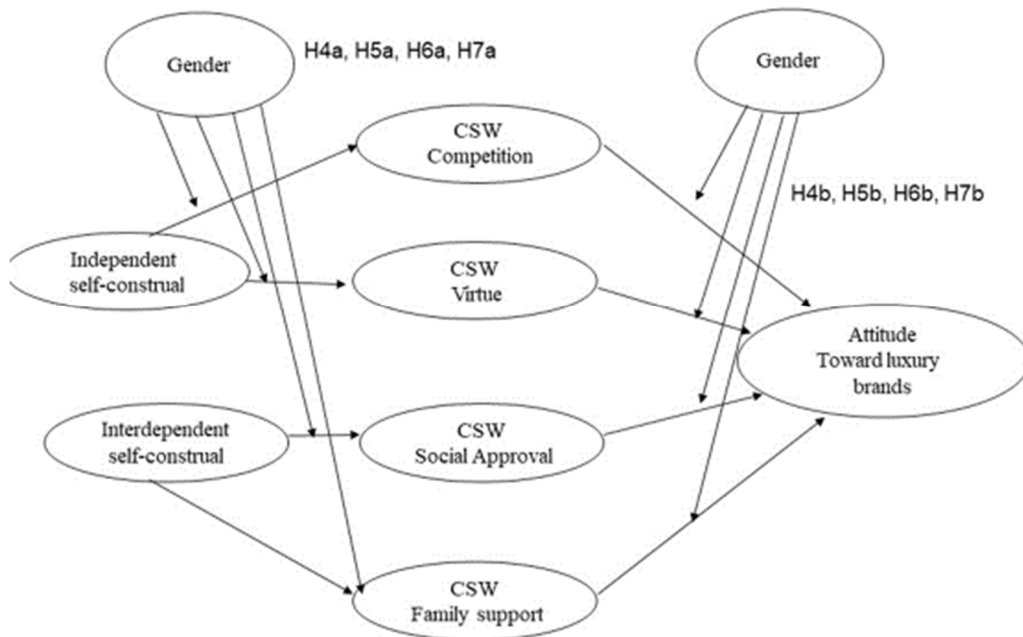 Gender
H4a, H5a, H6a, H7a
Gender
CSW
Competition
H4b, H5b, H6b, H7b
Independent
self-construal
CSW
Virtue
Attitude
Toward luxury
brands
Interdependent
self-construal
CSW
Social Approval
CSW
Family support